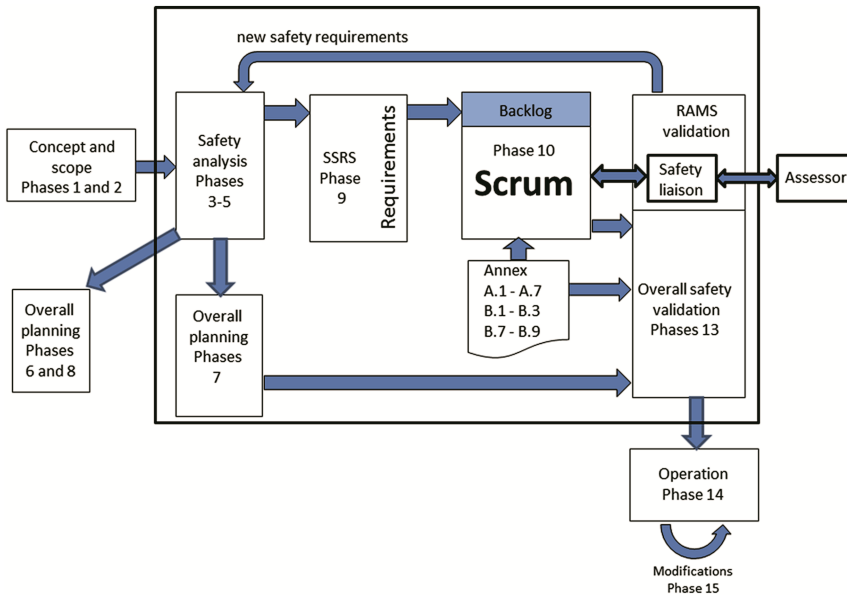 new safety requirements
Concept and
scope
Phases 1 and 2
Safety
analysis
Phases
3-5
SSRS
Phase
9
Requirements
Backlog
Phase 10
Scrum
RAMS
validation
Safety
liaison
Assessor
Overall
planning
Phases
6 and 8
Overall
planning
Phases
7
Annex
A.1 - A.7
B.1 - B.3
B.7 - B.9
Overall safety
validation
Phases 13
Operation
Phase 14
Modifications
Phase 15